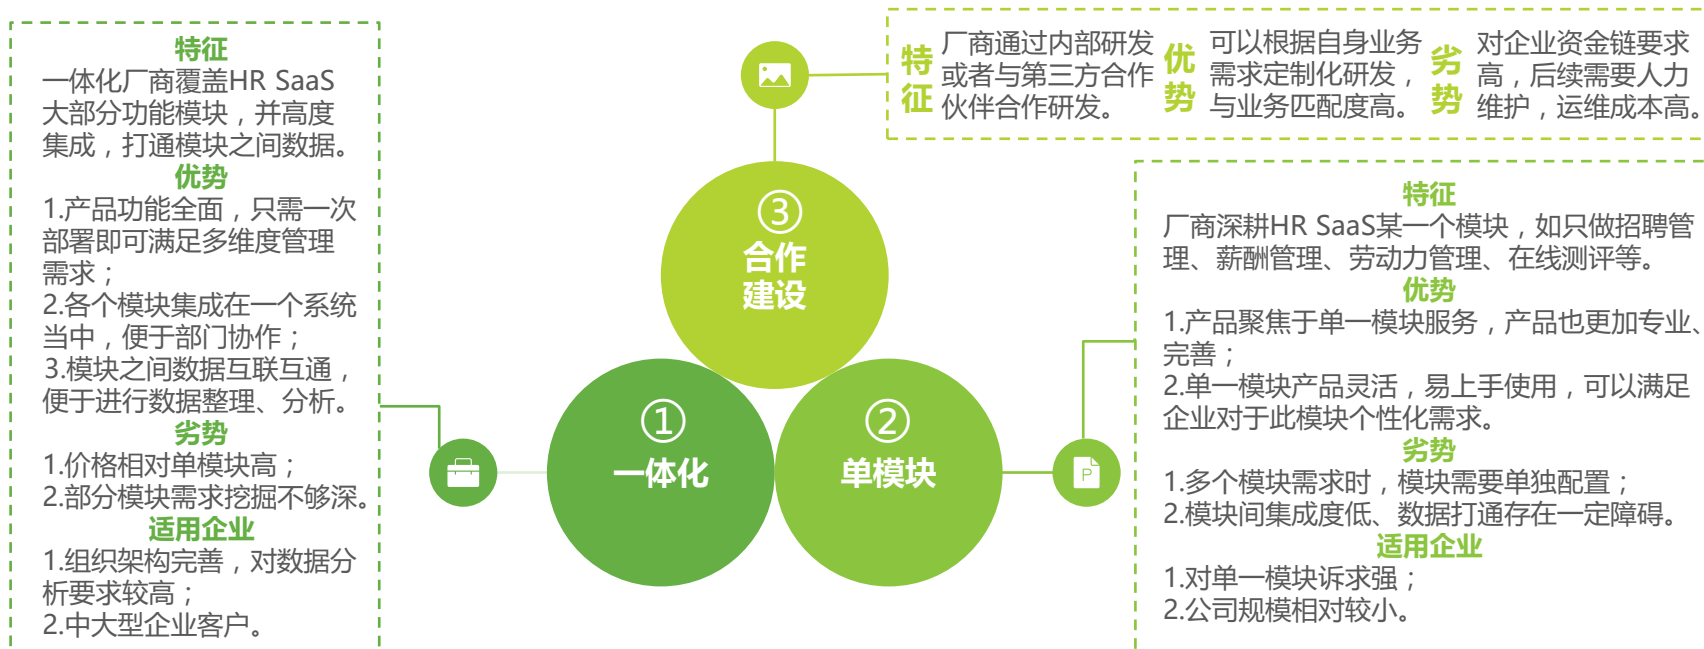 特征
一体化厂商覆盖HR SaaS
大部分功能模块，并高度
集成，打通模块之间数据。
优势
1.产品功能全面，只需一次
部署即可满足多维度管理
需求；
2.各个模块集成在一个系统
当中，便于部门协作；
3.模块之间数据互联互通，
便于进行数据整理、分析。
劣势
1.价格相对单模块高；
2.部分模块需求挖掘不够深。
适用企业
1.组织架构完善，对数据分
析要求较高；
2.中大型企业客户。
③
合作
建设
①
一体化
②
单模块
P
特征
厂商通过内部研发
或者与第三方合作
伙伴合作研发。
优势
可以根据自身业务
需求定制化研发，
与业务匹配度高。
劣势
对企业资金链要求
高，后续需要人力
维护，运维成本高。
特征
厂商深耕HR SaaS某一个模块，如只做招聘管
理、薪酬管理、劳动力管理、在线测评等。
优势
1.产品聚焦于单一模块服务，产品也更加专业、
完善；
2.单一模块产品灵活，易上手使用，可以满足
企业对于此模块个性化需求。
劣势
1.多个模块需求时，模块需要单独配置；
2.模块间集成度低、数据打通存在一定障碍。
适用企业
1.对单一模块诉求强；
2.公司规模相对较小。